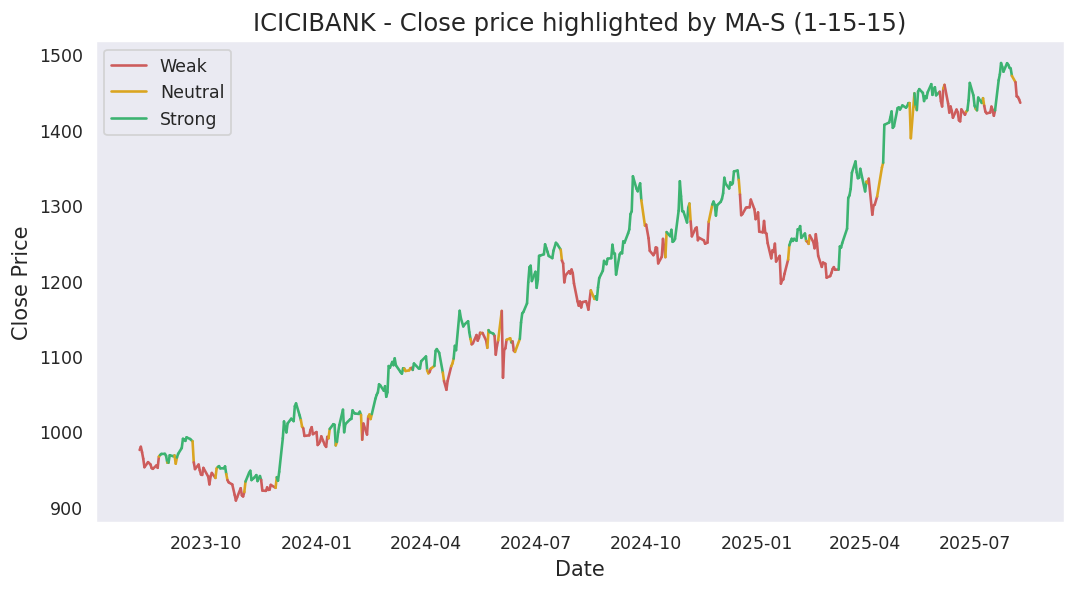 ICICIBANK - Close price highlighted by MA-S (1-15-15)
Weak
Neutral
Strong
Close Price
1500
1400
1300
1200
1100
1000
900
2023-10
2024-01
2024-04
2024-07
2024-10
2025-01
2025-04
2025-07
Date